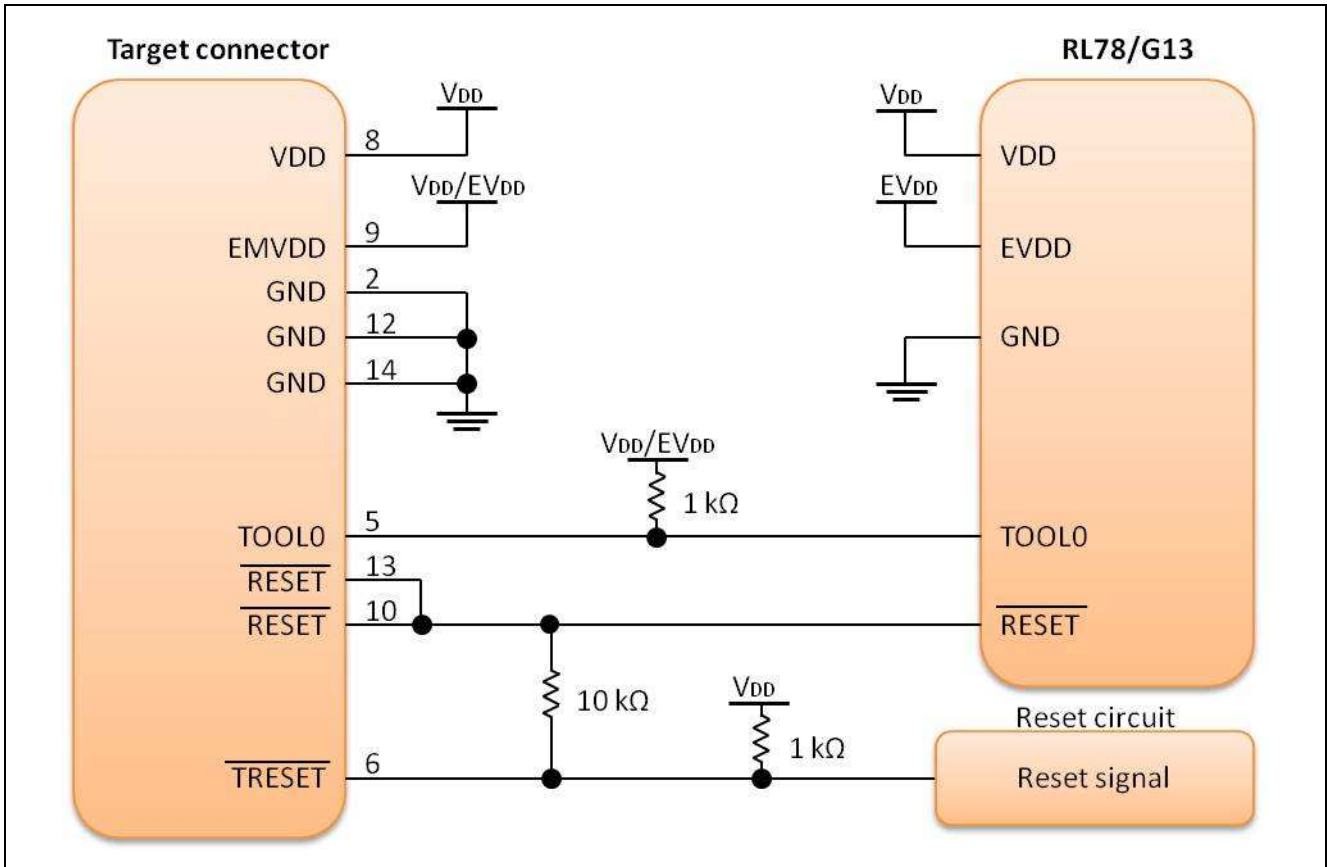 Target connector
RL78/G13
VDD
VDD
8
VDD
VDD
VDD/EVDD
EVDD
9
EMVDD
EVDD
2
GND
12
GND
GND
14
GND
VDD/EVDD
1 kΩ
5
TOOL0
TOOL0
13
RESET
10
RESET
RESET
10 kΩ
VDD
1 kΩ
Reset circuit
6
TRESET
Reset signal